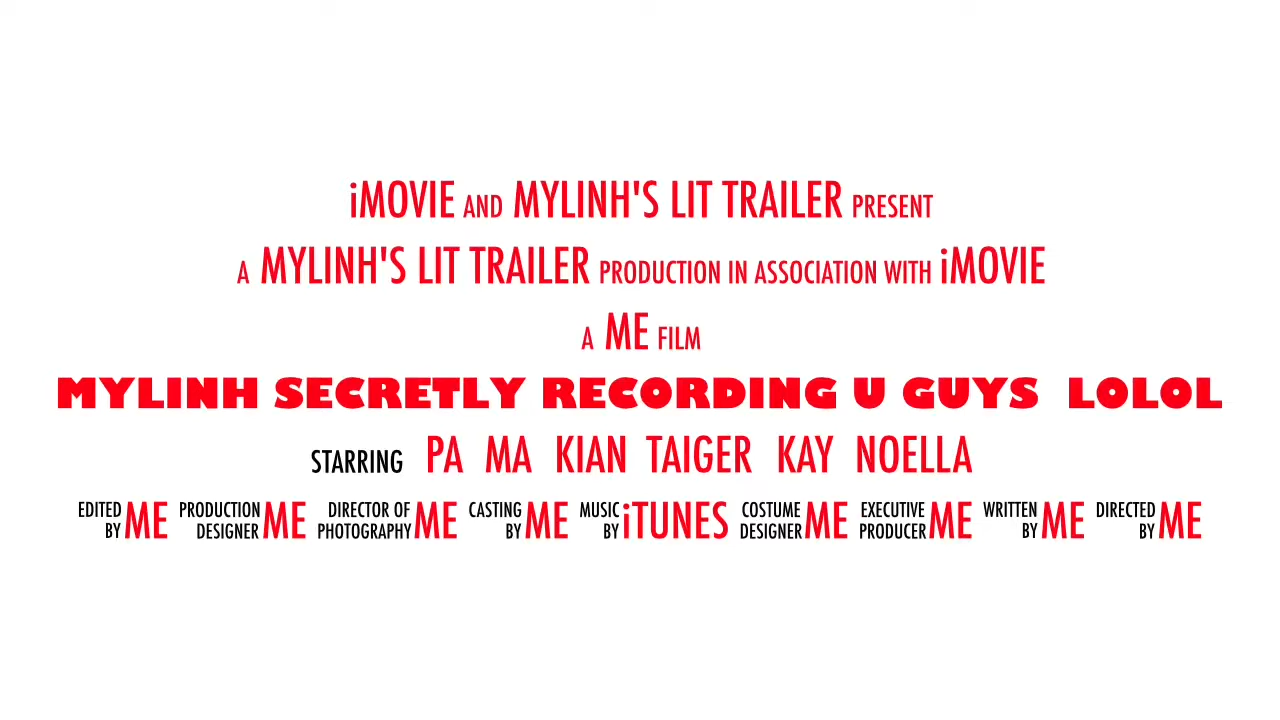 iMOVIE AND MYLINH'S LIT TRAILER PRESENT
A MYLINH'S LIT TRAILER PRODUCTION IN ASSOCIATION WITH iMOVIE
A ME FILM
MYLINH SECRETLY RECORDING U GUYS LOLOL
STARRING PA MA KIAN TAIGER KAY NOELLA
EDITED BY ME PRODUCTION DESIGNER ME DIRECTOR OF PHOTOGRAPHY ME CASTING BY ME MUSIC BY iTUNES COSTUME DESIGNER ME EXECUTIVE PRODUCER ME WRITTEN BY ME DIRECTED BY ME